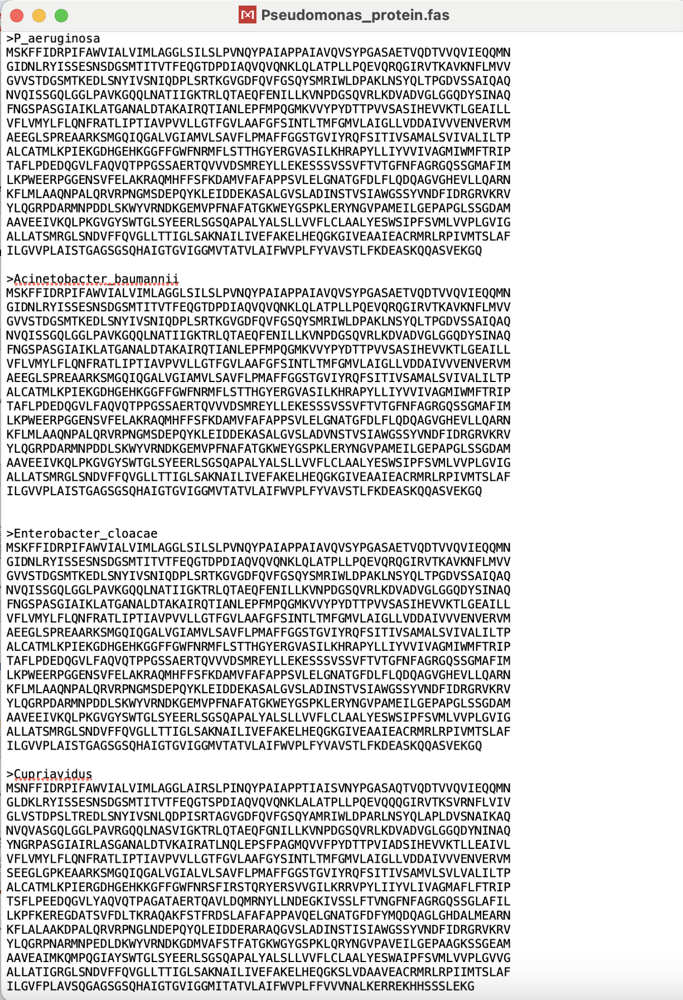 Pseudomonas_protein.fas
>P_aeruginosa
MSKFFIDRPIFAWVIALVIMLAGGLSILSLPVNQYPAIAPPAIAVQVSYPGASAETVQDTVVQVIEQQMN
GIDNLRYISSESNSDGSMTITVTFEQGTDPDIAQVQVQNKLQLATPLLPQEVQRQGIRVTKAVKNFLMVV
GVVSTDGSMTKEDLSNYIVSNIQDPLSRTKGVGDFQVFGSQYSMRIWLDPAKLNSYQLTPGDVSSAIQAQ
NVQISSGQLGGLPAVKGQQLNATIIGKTRLQTAEQFENILLKVNPDGSQVRLKDVADVGLGGQDYSINAQ
FNGSPASGIAIKLATGANALDTAKAIRQTIANLEPFMPQGMKVVYPYDTTPVVSASIHEVVKTLGEAILL
VFLVMYLFLQNFRATLIPTIAVPVVLLGTFGVLAAFGFSINTLTMFGMVLAIGLLVDDAIVVVENVERVM
AEEGLSPREAARKSMGQIQGALVGIAMVLSAVFLPMAFFGGSTGVIYRQFSITIVSAMALSVIVALILTP
ALCATMLKPIEKGDHGEHKGGFFGWFNRMFLSTTHGYERGVASILKHRAPYLLIYVVIVAGMIWMFTRIP
TAFLPDEDQGVLFAQVQTPPGSSAERTQVVVDSMREYLLEKESSSVSSVFTVTGFNFAGRGQSSGMAFIM
LKPWEERPGGENSVFELAKRAQMHFFSFKDAMVFAFAPPSVLELGNATGFDLFLQDQAGVGHEVLLQARN
KFLMLAAQNPALQRVRPNGMSDEPQYKLEIDDEKASALGVSLADINSTVSIAWGSSYVNDFIDRGRVKRV
YLQGRPDARMNPDDLSKWYVRNDKGEMVPFNAFATGKWEYGSPKLERYNGVPAMEILGEPAPGLSSGDAM
AAVEEIVKQLPKGVGYSWTGLSYEERLSGSQAPALYALSLLVVFLCLAALYESWSIPFSVMLVVPLGVIG
ALLATSMRGLSNDVFFQVGLLTTIGLSAKNAILIVEFAKELHEQGKGIVEAAIEACRMRLRPIVMTSLAF
ILGVVPLAISTGAGSGSQHAIGTGVIGGMVTATVLAIFWVPLFYVAVSTLFKDEASKQQASVEKGQ
>Acinetobacter_baumannii
MSKFFIDRPIFAWVIALVIMLAGGLSILSLPVNQYPAIAPPAIAVQVSYPGASAETVQDTVVQVIEQQMN
GIDNLRYISSESNSDGSMTITVTFEQGTDPDIAQVQVQNKLQLATPLLPQEVQRQGIRVTKAVKNFLMVV
GVVSTDGSMTKEDLSNYIVSNIQDPLSRTKGVGDFQVFGSQYSMRIWLDPAKLNSYQLTPGDVSSAIQAQ
NVQISSGQLGGLPAVKGQQLNATIIGKTRLQTAEQFENILLKVNPDGSQVRLKDVADVGLGGQDYSINAQ
FNGSPASGIAIKLATGANALDTAKAIRQTIANLEPFMPQGMKVVYPYDTTPVVSASIHEVVKTLGEAILL
VFLVMYLFLQNFRATLIPTIAVPVVLLGTFGVLAAFGFSINTLTMFGMVLAIGLLVDDAIVVVENVERVM
AEEGLSPREAARKSMGQIQGALVGIAMVLSAVFLPMAFFGGSTGVIYRQFSITIVSAMALSVIVALILTP
ALCATMLKPIEKGDHGEHKGGFFGWFNRMFLSTTHGYERGVASILKHRAPYLLIYVVIVAGMIWMFTRIP
TAFLPDEDQGVLFAQVQTPPGSSAERTQVVVDSMREYLLEKESSSVSSVFTVTGFNFAGRGQSSGMAFIM
LKPWEERPGGENSVFELAKRAQMHFFSFKDAMVFAFAPPSVLELGNATGFDLFLQDQAGVGHEVLLQARN
KFLMLAAQNPALQRVRPNGMSDEPQYKLEIDDEKASALGVSLADVNSTVSIAWGSSYVNDFIDRGRVKRV
YLQGRPDARMNPDDLSKWYVRNDKGEMVPFNAFATGKWEYGSPKLERYNGVPAMEILGEPAPGLSSGDAM
AAVEEIVKQLPKGVGYSWTGLSYEERLSGSQAPALYALSLLVVFLCLAALYESWSIPFSVMLVVPLGVIG
ALLATSMRGLSNDVFFQVGLLTTIGLSAKNAILIVEFAKELHEQGKGIVEAAIEACRMRLRPIVMTSLAF
ILGVVPLAISTGAGSGSQHAIGTGVIGGMVTATVLAIFWVPLFYVAVSTLFKDEASKQQASVEKGQ
>Enterobacter_cloacae
MSKFFIDRPIFAWVIALVIMLAGGLSILSLPVNQYPAIAPPAIAVQVSYPGASAETVQDTVVQVIEQQMN
GIDNLRYISSESNSDGSMTITVTFEQGTDPDIAQVQVQNKLQLATPLLPQEVQRQGIRVTKAVKNFLMVV
GVVSTDGSMTKEDLSNYIVSNIQDPLSRTKGVGDFQVFGSQYSMRIWLDPAKLNSYQLTPGDVSSAIQAQ
NVQISSGQLGGLPAVKGQQLNATIIGKTRLQTAEQFENILLKVNPDGSQVRLKDVADVGLGGQDYSINAQ
FNGSPASGIAIKLATGANALDTAKAIRQTIANLEPFMPQGMKVVYPYDTTPVVSASIHEVVKTLGEAILL
VFLVMYLFLQNFRATLIPTIAVPVVLLGTFGVLAAFGFSINTLTMFGMVLAIGLLVDDAIVVVENVERVM
AEEGLSPREAARKSMGQIQGALVGIAMVLSAVFLPMAFFGGSTGVIYRQFSITIVSAMALSVIVALILTP
ALCATMLKPIEKGDHGEHKGGFFGWFNRMFLSTTHGYERGVASILKHRAPYLLIYVVIVAGMIWMFTRIP
TAFLPDEDQGVLFAQVQTPPGSSAERTQVVVDSMREYLLEKESSSVSSVFTVTGFNFAGRGQSSGMAFIM
LKPWEERPGGENSVFELAKRAQMHFFSFKDAMVFAFAPPSVLELGNATGFDLFLQDQAGVGHEVLLQARN
KFLMLAAQNPALQRVRPNGMSDEPQYKLEIDDEKASALGVSLADINSTVSIAWGSSYVNDFIDRGRVKRV
YLQGRPDARMNPDDLSKWYVRNDKGEMVPFNAFATGKWEYGSPKLERYNGVPAMEILGEPAPGLSSGDAM
AAVEEIVKQLPKGVGYSWTGLSYEERLSGSQAPALYALSLLVVFLCLAALYESWSIPFSVMLVVPLGVIG
ALLATSMRGLSNDVFFQVGLLTTIGLSAKNAILIVEFAKELHEQGKGIVEAAIEACRMRLRPIVMTSLAF
ILGVVPLAISTGAGSGSQHAIGTGVIGGMVTATVLAIFWVPLFYVAVSTLFKDEASKQQASVEKGQ
>Cupriavidus
MSNFFIDRPIFAWVIALVIMLAGGLAIRSLPINQYPAIAPPTIAISVNYPGASAQTVQDTVVQVIEQQMN
GLDKLRYISSESNSDGSMTITVTFEQGTSPDIAQVQVQNKLALATPLLPQEVQQQGIRVTKSVRNFLVIV
GLVSTDPSLTREDLSNYIVSNLQDPISRTAGVGDFQVFGSQYAMRIWLDPARLNSYQLAPLDVSNAIKAQ
NVQVASGQLGGLPAVRGQQLNASVIGKTRLQTAEQFGNILLKVNPDGSQVRLKDVADVGLGGQDYNINAQ
YNGRPASGIAIRLASGANALDTVKAIRATLNQLEPSFPAGMQVVFPYDTTPVIADSIHEVVKTLLEAIVL
VFLVMYLFLQNFRATLIPTIAVPVVLLGTFGVLAAFGYSINTLTMFGMVLAIGLLVDDAIVVVENVERVM
SEEGLGPKEAARKSMGQIQGALVGIALVLSAVFLPMAFFGGSTGVIYRQFSITIVSAMVLSVLVALILTP
ALCATMLKPIERGDHGEHKKGFFGWFNRSFIRSTQRYERSVVGILKRRVPYLIIYVLIVAGMAFLFTRIP
TSFLPEEDQGVLYAQVQTPAGATAERTQAVLDQMRNYLLNDEGKIVSSLFTVNGFNFAGRGQSSGLAFIL
LKPFKEREGDATSVFDLTKRAQAKFSTFRDSLAFAFAPPAVQELGNATGFDFYMQDQAGLGHDALMEARN
KFLALAAKDPALQRVRPNGLNDEPQYQLEIDDERARAQGVSLADINSTISIAWGSSYVNDFIDRGRVKRV
YLQGRPNARMNPEDLDKWYVRNDKGDMVAFSTFATGKWGYGSPKLQRYNGVPAVEILGEPAAGKSSGEAM
AAVEAIMKQMPQGIAYSWTGLSYEERLSGSQAPALYALSLLVVFLCLAALYESWAIPFSVMLVVPLGVVG
ALLATIGRGLSNDVFFQVGLLTTIGLSAKNAILIVEFAKELHEQGKSLVDAAVEACRMRLRPIIMTSLAF
ILGVFPLAVSQGAGSGSQHAIGTGVIGGMITATVLAIFWVPLFFVVVNALKERREKHHSSSLEKG